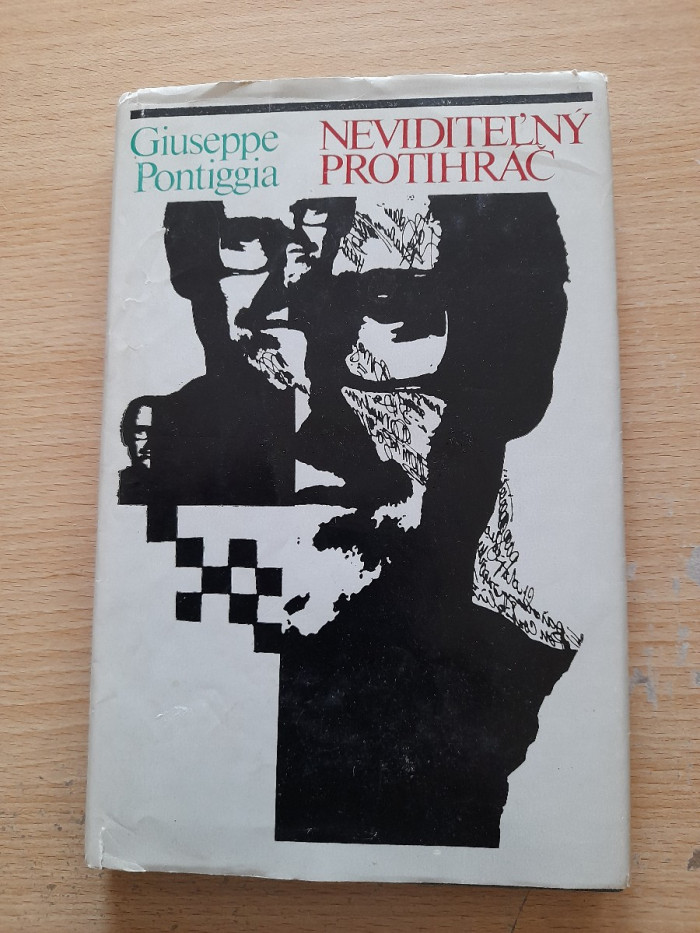 Giuseppe
Pontiggia
NEVIDITEĽNÝ
PROTIHRÁČ